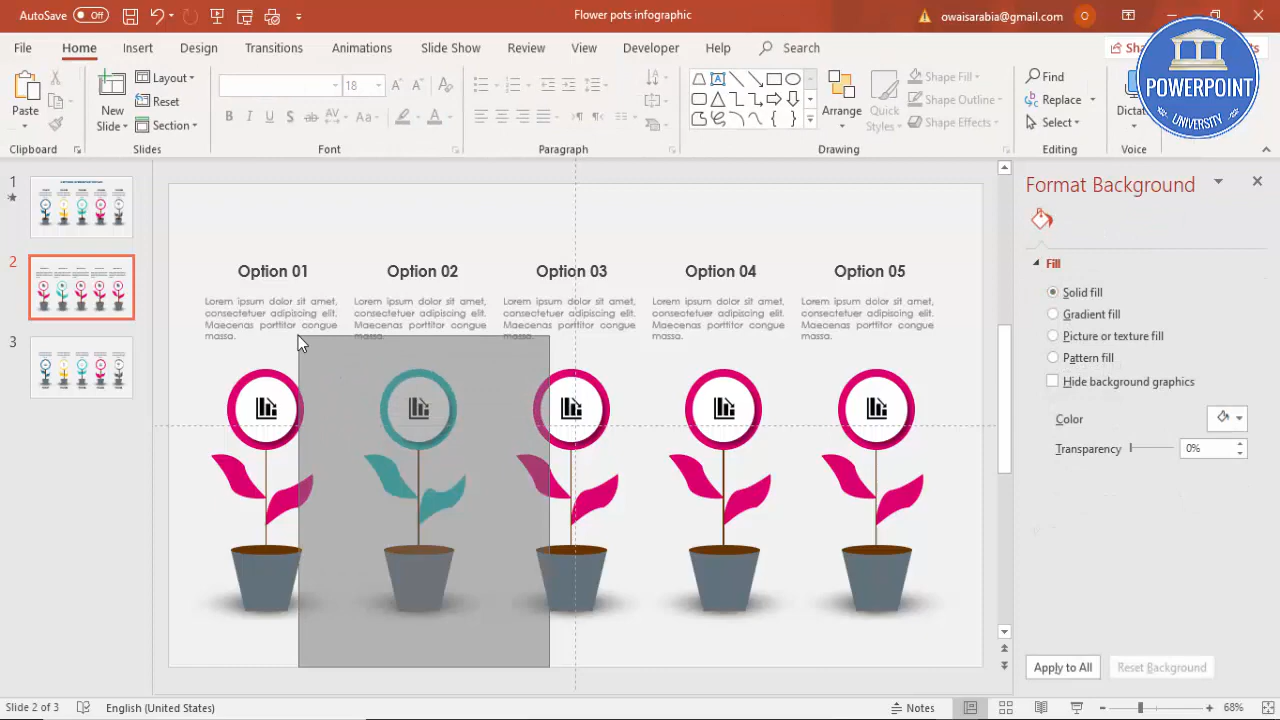 AutoSave Off
Flower pots infographic
owaisarabia@gmail.com
O
File Home Insert Design Transitions Animations Slide Show Review View Developer Help Search
POWERPOINT
UNIVERSITY
Paste
New
Slide
Layout
Reset
Section
18
Arrange
Quick
Styles
Shape Fill
Shape Outline
Shape Effects
Find
Replace
Select
Clipboard
Slides
Font
Paragraph
Drawing
Editing
Voice
1
2
3
Option 01
Lorem ipsum dolor sit amet,
consectetuer adipiscing elit.
Maecenas porttitor congue
massa.
Option 02
Lorem ipsum dolor sit amet,
consectetuer adipiscing elit.
Maecenas porttitor congue
massa.
Option 03
Lorem ipsum dolor sit amet,
consectetuer adipiscing elit.
Maecenas porttitor congue
massa.
Option 04
Lorem ipsum dolor sit amet,
consectetuer adipiscing elit.
Maecenas porttitor congue
massa.
Option 05
Lorem ipsum dolor sit amet,
consectetuer adipiscing elit.
Maecenas porttitor congue
massa.
Format Background
Fill
Solid fill
Gradient fill
Picture or texture fill
Pattern fill
Hide background graphics
Color
Transparency 0%
Apply to All
Reset Background
Slide 2 of 3
English (United States)
Notes
68%